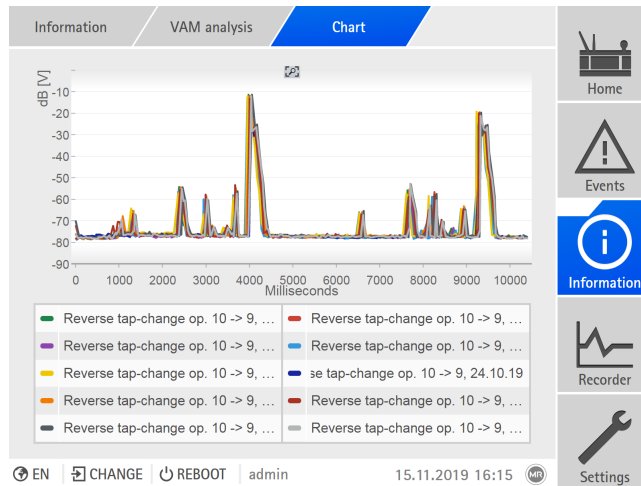 Information VAM analysis Chart
dB [V]
-10
-20
-30
-40
-50
-60
-70
-80
-90
0 1000 2000 3000 4000 5000 6000 7000 8000 9000 10000
Milliseconds
Reverse tap-change op. 10 -> 9, ... Reverse tap-change op. 10 -> 9, ...
Reverse tap-change op. 10 -> 9, ... Reverse tap-change op. 10 -> 9, ...
Reverse tap-change op. 10 -> 9, ... se tap-change op. 10 -> 9, 24.10.19
Reverse tap-change op. 10 -> 9, ... Reverse tap-change op. 10 -> 9, ...
Reverse tap-change op. 10 -> 9, ... Reverse tap-change op. 10 -> 9, ...
EN CHANGE REBOOT admin 15.11.2019 16:15 MR
Home
Events
Information
Recorder
Settings